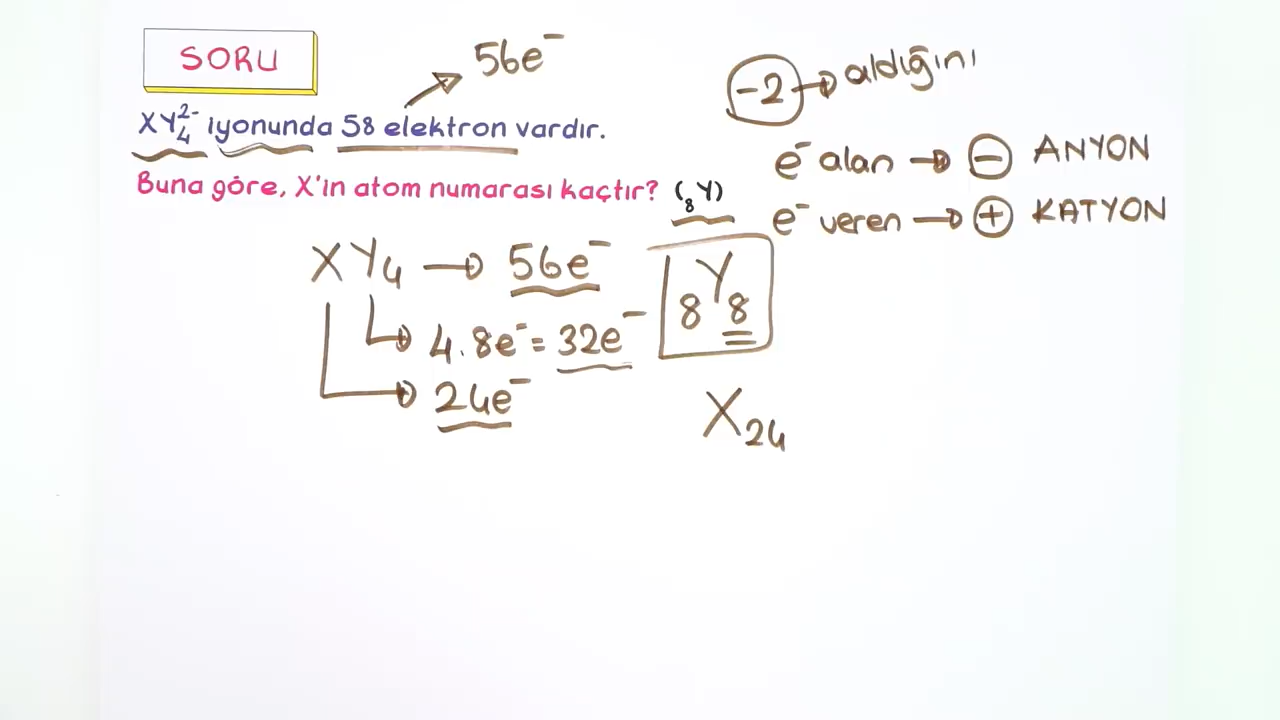 SORU
56e⁻
XY₄²⁻ iyonunda 58 elektron vardır.
Buna göre, X'in atom numarası kaçtır? (₈Y)
-2 → aldığını
e⁻ alan → - ANYON
e⁻ veren → + KATYON
XY₄ → 56e⁻
4.8e⁻ = 32e⁻
24e⁻
₈Y₈
X₂₄